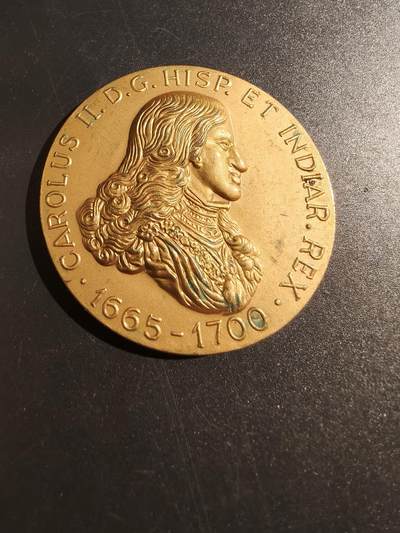 CAROLUS II. D.G. HISP. ET INDIAR. REX.
· 1665-1700 ·